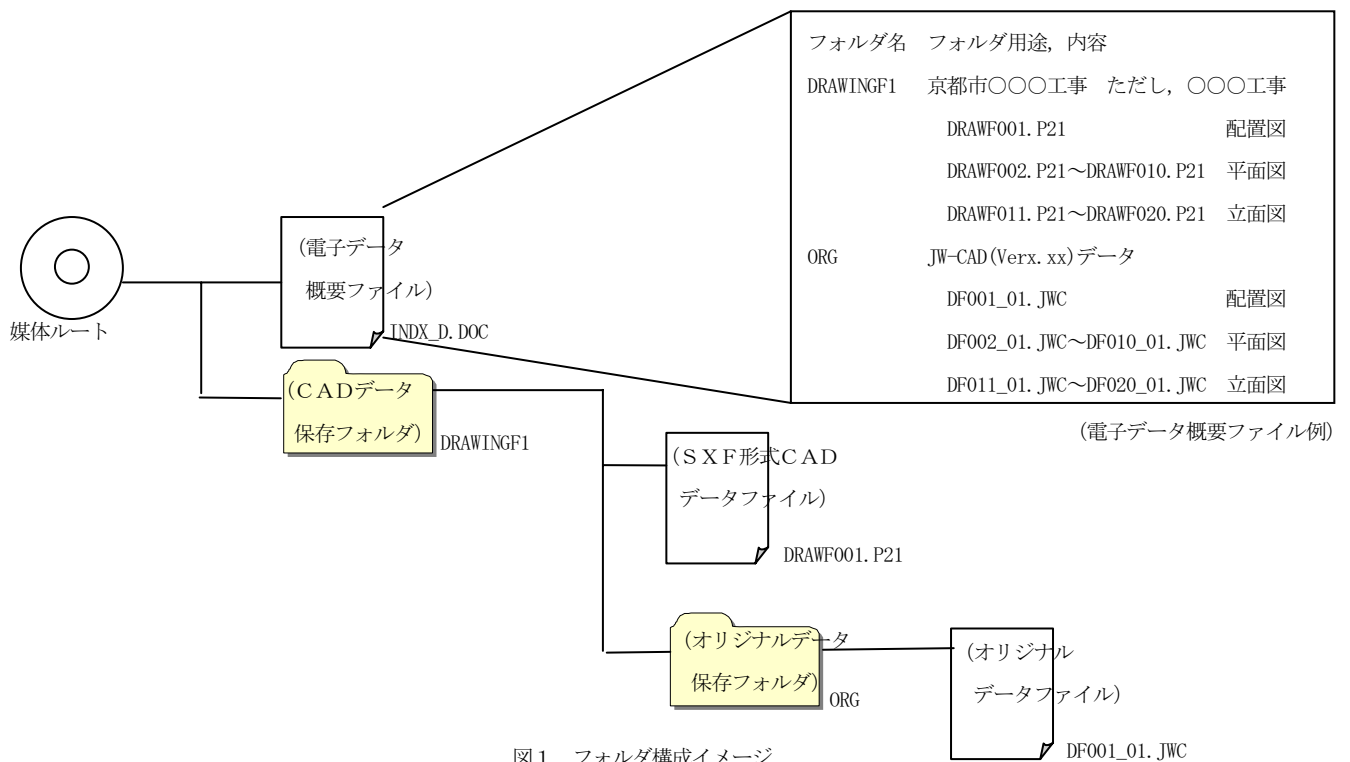 フォルダ名 フォルダ用途，内容
DRAWINGF1 京都市○○○工事 ただし，○○○工事
DRAWF001.P21 配置図
DRAWF002.P21～DRAWF010.P21 平面図
DRAWF011.P21～DRAWF020.P21 立面図
ORG JW-CAD(Verx.xx)データ
DF001_01.JWC 配置図
DF002_01.JWC～DF010_01.JWC 平面図
DF011_01.JWC～DF020_01.JWC 立面図
（電子データ概要ファイル例）
媒体ルート
（電子データ
概要ファイル）
INDX_D.DOC
（ＣＡＤデータ
保存フォルダ）
DRAWINGF1
（ＳＸＦ形式ＣＡＤ
データファイル）
DRAWF001.P21
（オリジナルデータ
保存フォルダ）
ORG
（オリジナル
データファイル）
DF001_01.JWC
図１ フォルダ構成イメージ